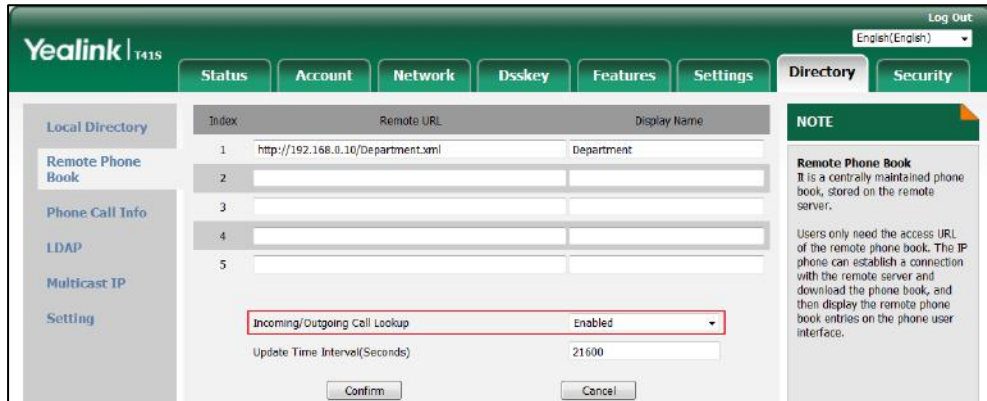 Log Out
Yealink | T41S
English(English)
Status Account Network Dsskey Features Settings Directory Security
Local Directory
Remote Phone
Book
Phone Call Info
LDAP
Multicast IP
Setting
Index Remote URL Display Name
1 http://192.168.0.10/Department.xml Department
2
3
4
5
Incoming/Outgoing Call Lookup Enabled
Update Time Interval(Seconds) 21600
Confirm Cancel
NOTE
Remote Phone Book
It is a centrally maintained phone
book, stored on the remote
server.
Users only need the access URL
of the remote phone book. The IP
phone can establish a connection
with the remote server and
download the phone book, and
then display the remote phone
book entries on the phone user
interface.